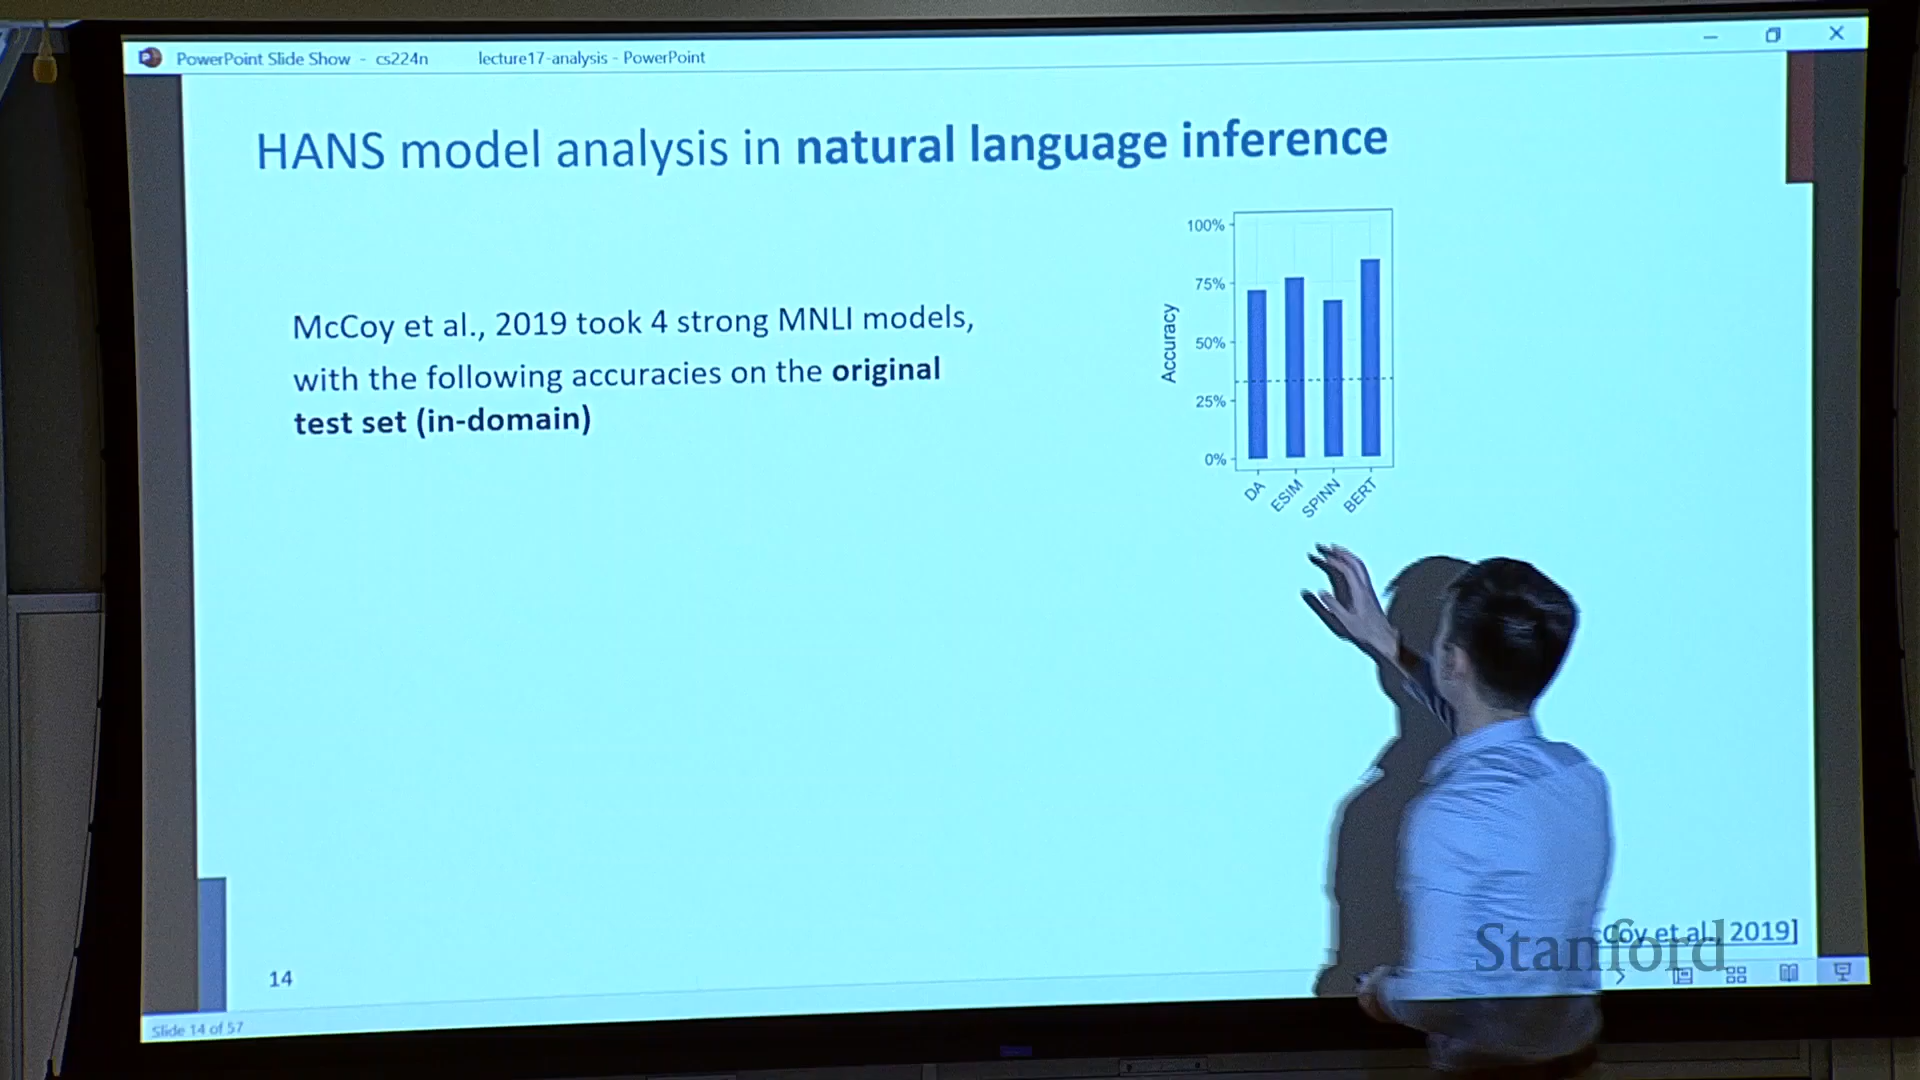 PowerPoint Slide Show - cs224n lecture17-analysis - PowerPoint
HANS model analysis in natural language inference
McCoy et al., 2019 took 4 strong MNLI models,
with the following accuracies on the original
test set (in-domain)
Accuracy
100%
75%
50%
25%
0%
DA
ESIM
SPINN
BERT
cCoy et al., 2019]
Stanford
14
Slide 14 of 57